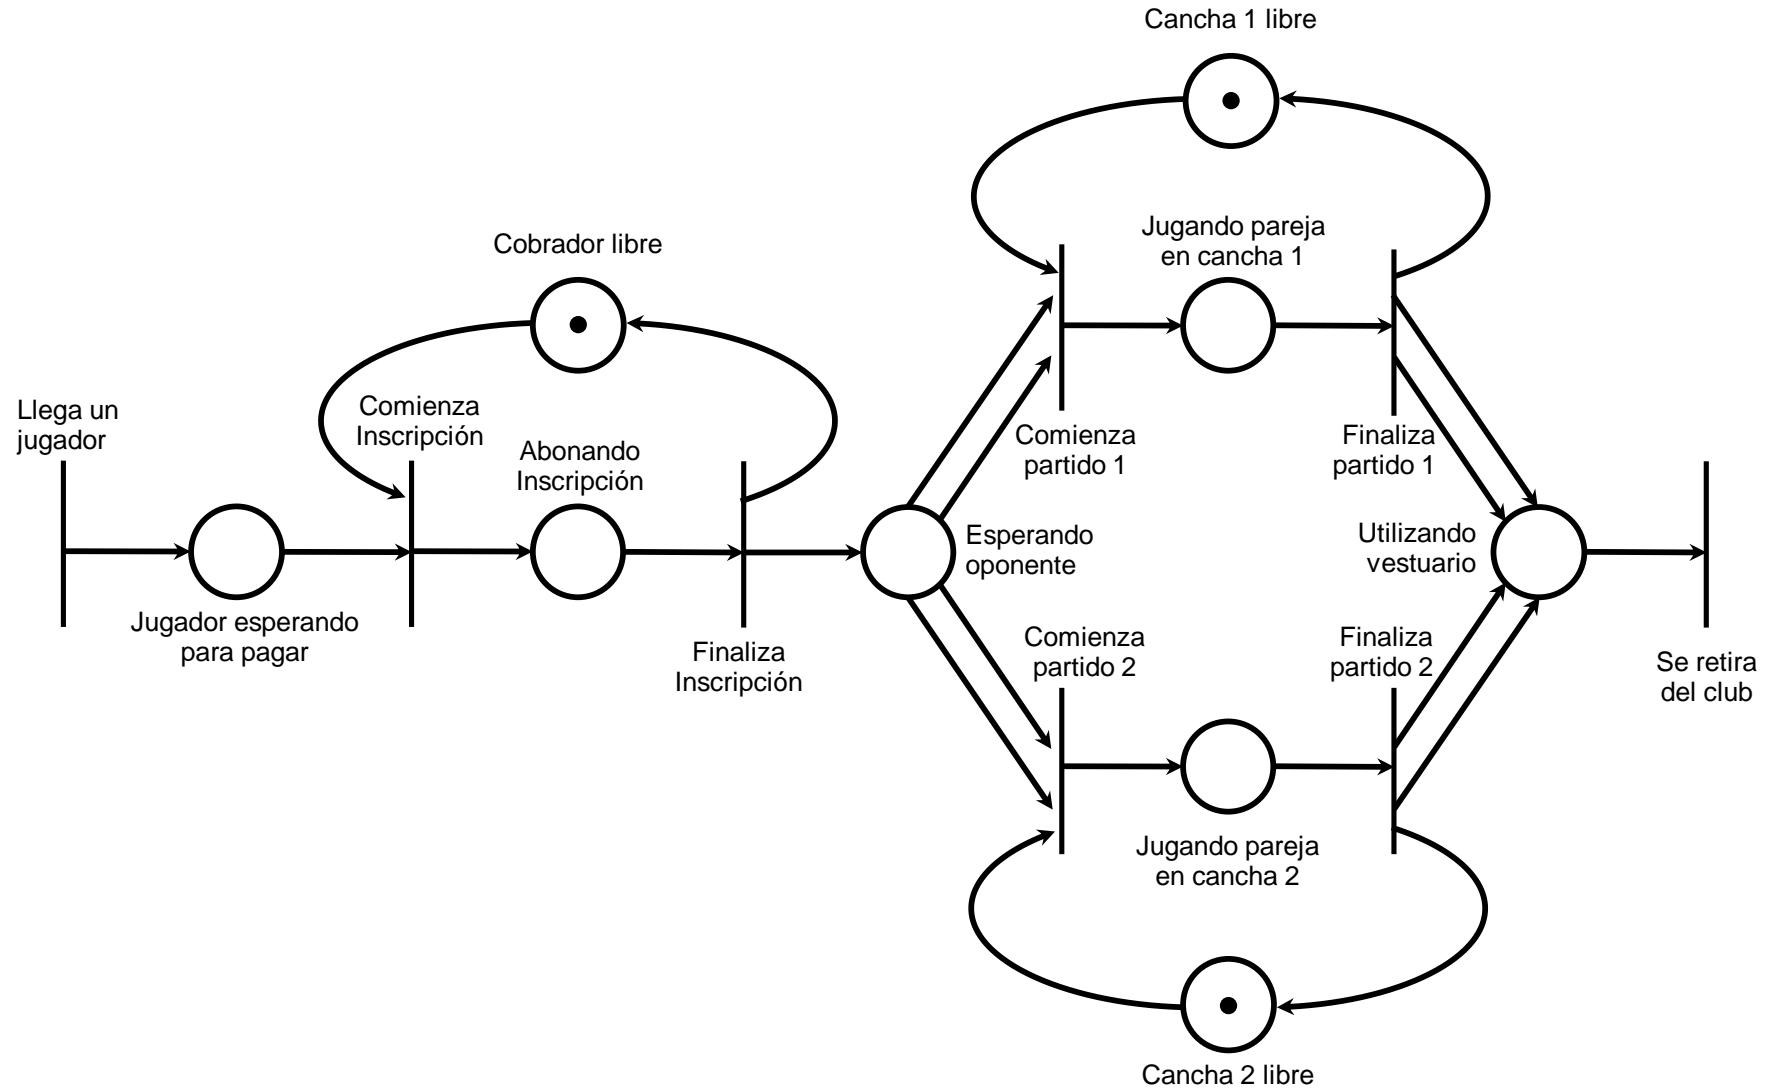 Cancha 1 libre
Jugando pareja
en cancha 1
Cobrador libre
Llega un
jugador
Comienza
Inscripción
Abonando
Inscripción
Comienza
partido 1
Finaliza
partido 1
Esperando
oponente
Utilizando
vestuario
Jugador esperando
para pagar
Finaliza
Inscripción
Comienza
partido 2
Finaliza
partido 2
Se retira
del club
Jugando pareja
en cancha 2
Cancha 2 libre